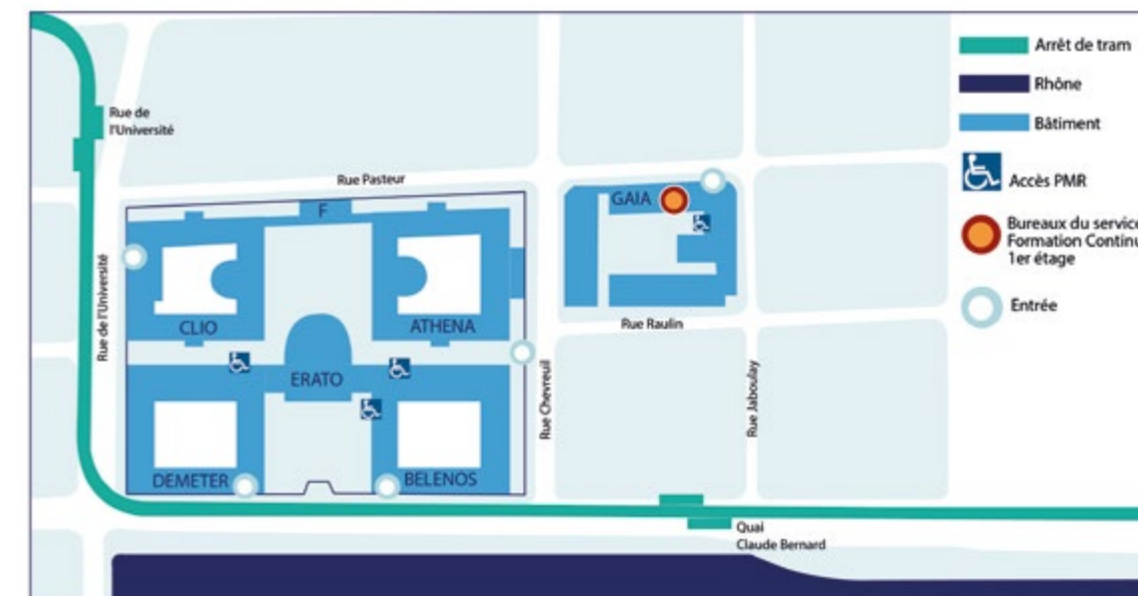 Arrêt de tram
Rhône
Bâtiment
Accès PMR
Bureaux du service
Formation Continu
1er étage
Entrée
Rue de
l'Université
Rue Pasteur
F
GAIA
Rue de l'Université
CLIO
ATHENA
Rue Raulin
ERATO
Rue Chevreuil
Rue Jaboulay
DEMETER
BELENOS
Quai
Claude Bernard